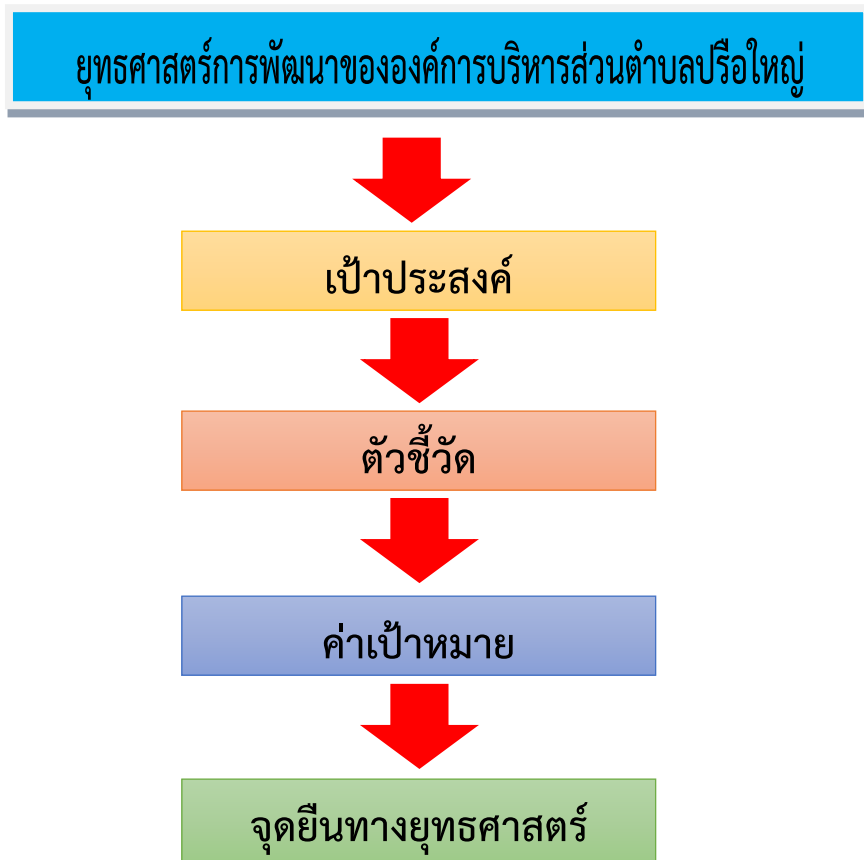 ยุทธศาสตร์การพัฒนาขององค์การบริหารส่วนตำบลปรือใหญ่
เป้าประสงค์
ตัวชี้วัด
ค่าเป้าหมาย
จุดยืนทางยุทธศาสตร์